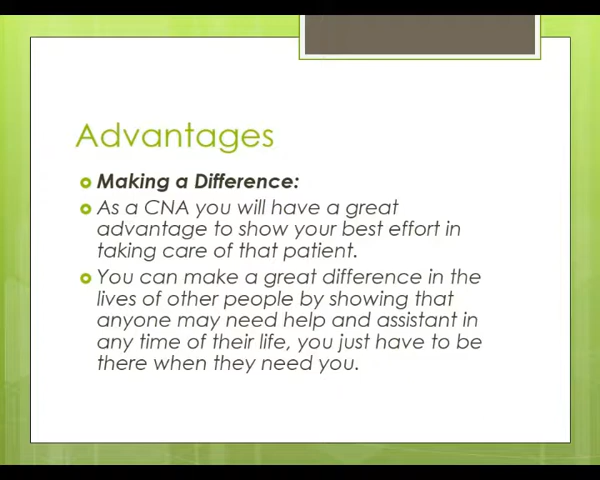 Advantages
Making a Difference:
As a CNA you will have a great
advantage to show your best effort in
taking care of that patient.
You can make a great difference in the
lives of other people by showing that
anyone may need help and assistant in
any time of their life, you just have to be
there when they need you.